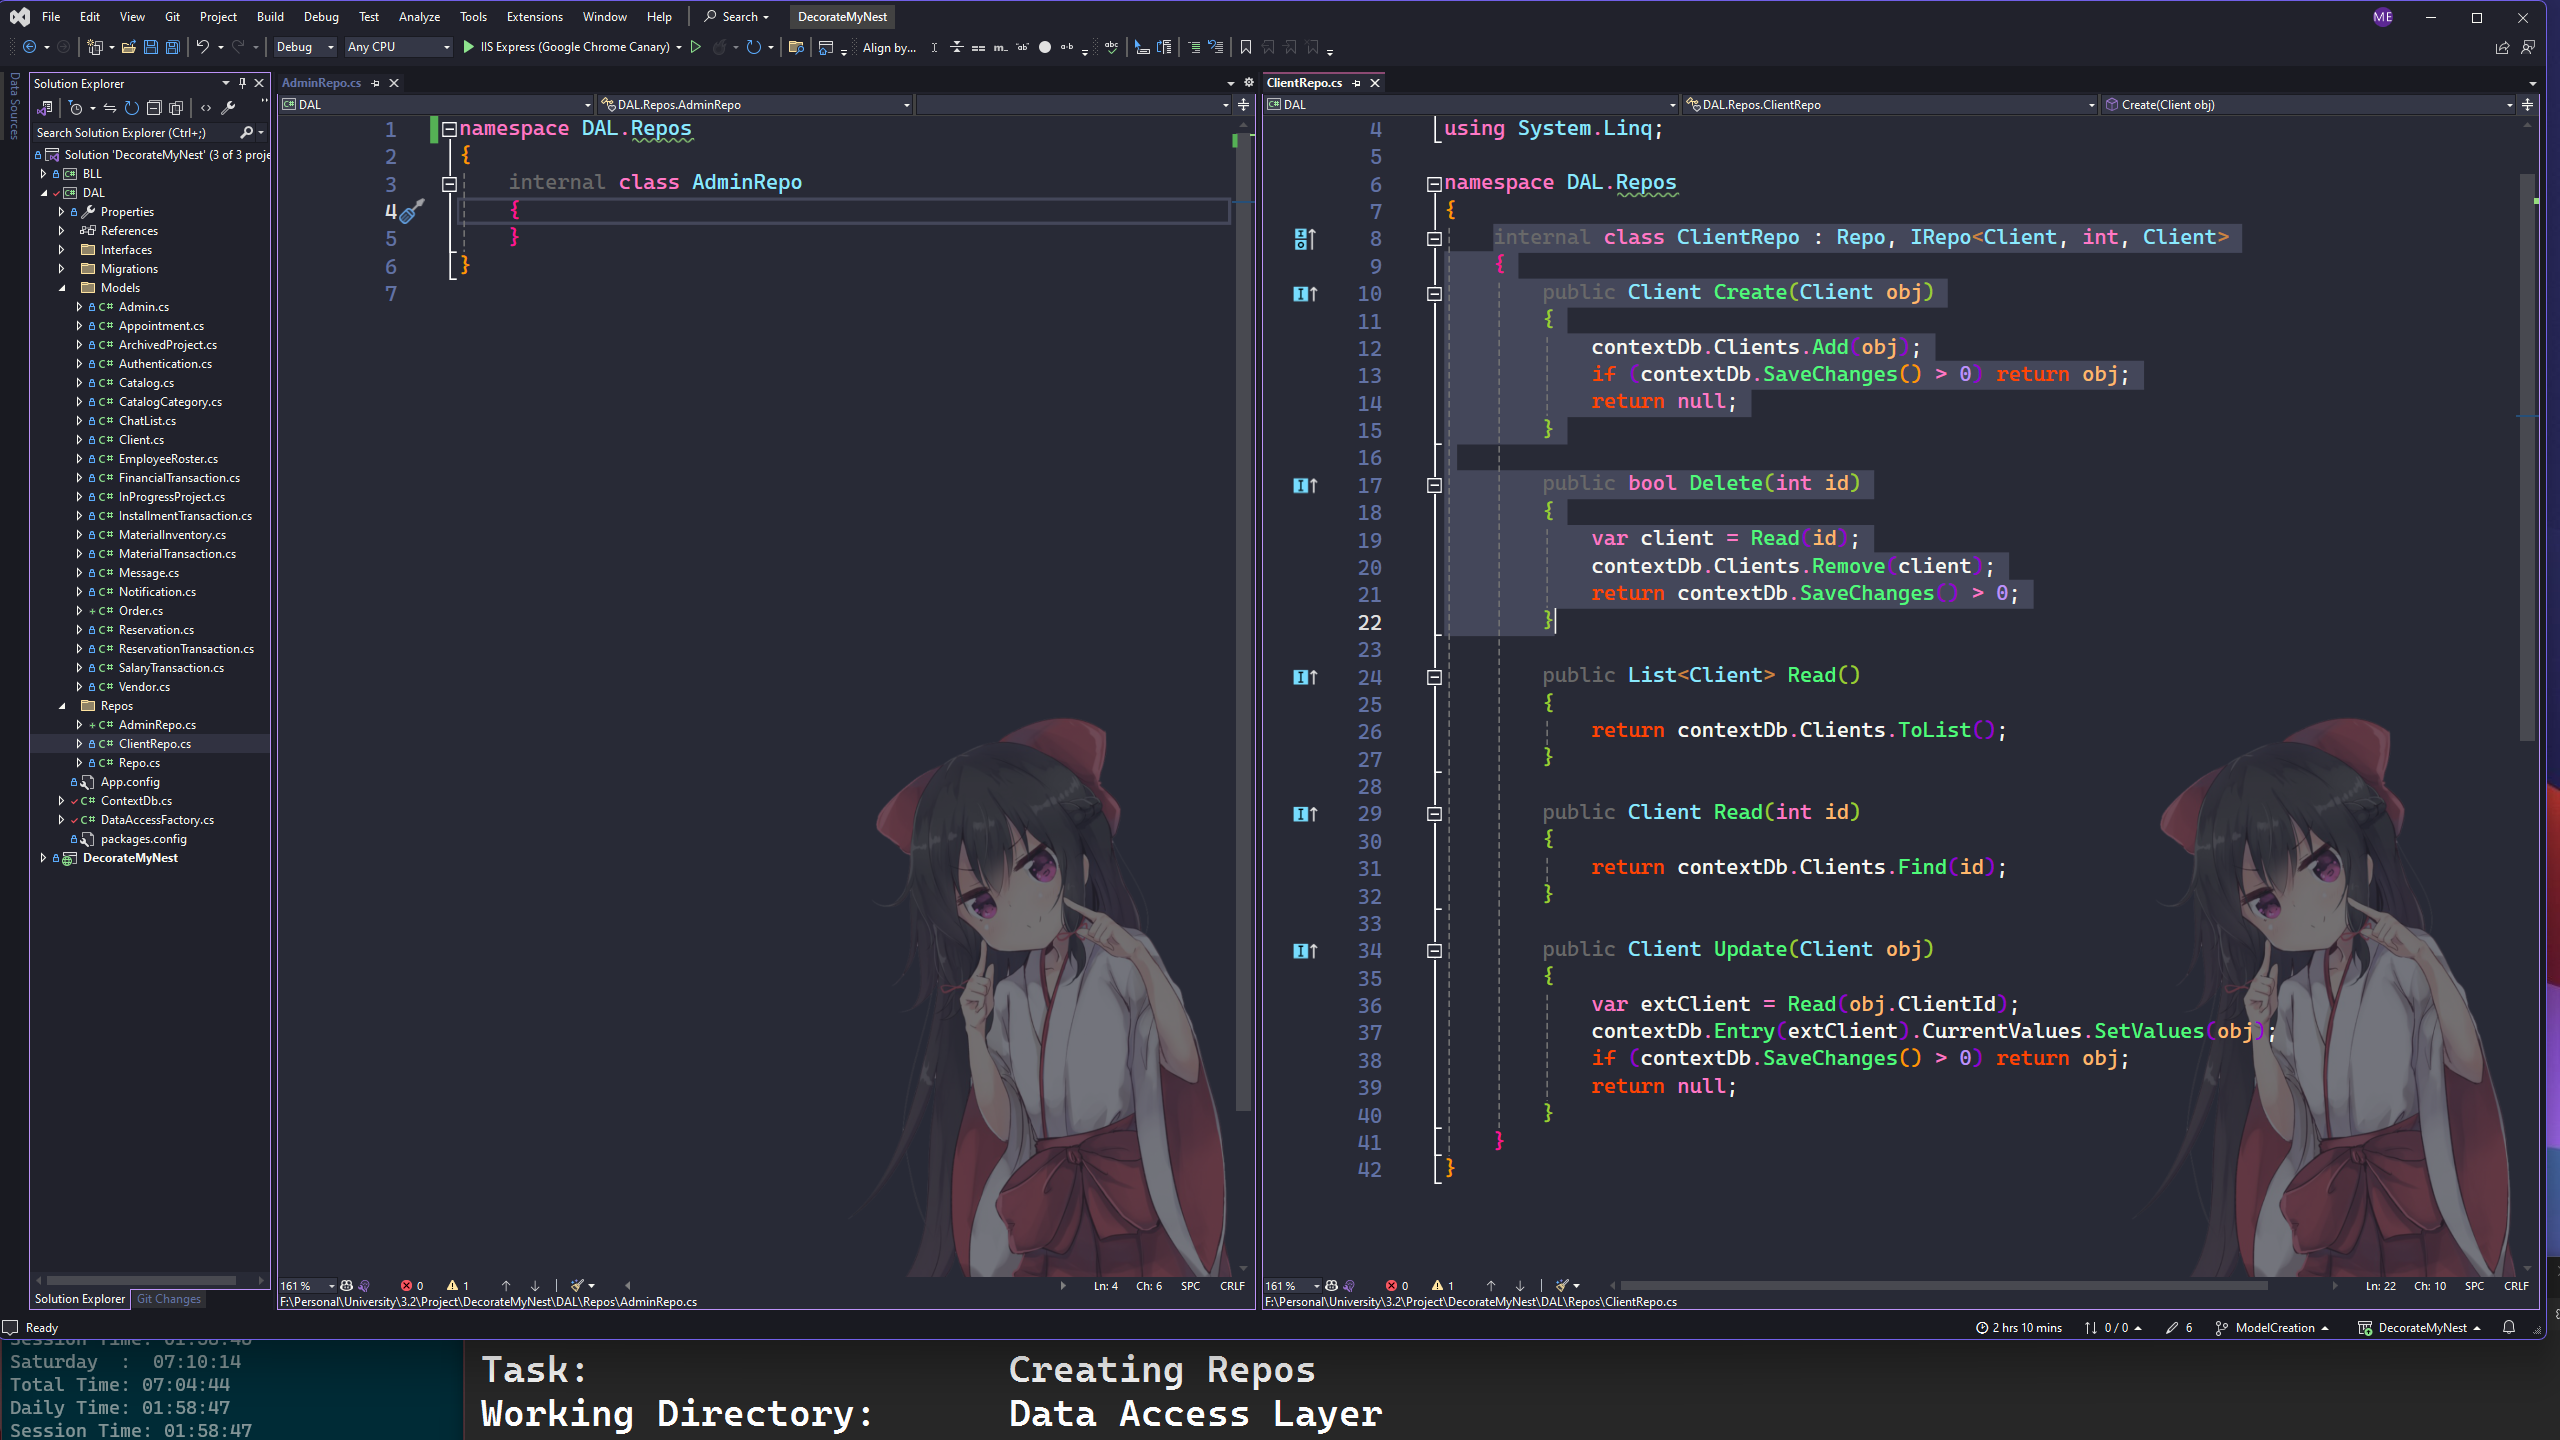 File Edit View Git Project Build Debug Test Analyze Tools Extensions Window Help Search DecorateMyNest ME
Debug Any CPU IIS Express (Google Chrome Canary) Align by...
Data Sources
Solution Explorer
Search Solution Explorer (Ctrl+;)
Solution 'DecorateMyNest' (3 of 3 proje
C# BLL
C# DAL
Properties
References
Interfaces
Migrations
Models
C# Admin.cs
C# Appointment.cs
C# ArchivedProject.cs
C# Authentication.cs
C# Catalog.cs
C# CatalogCategory.cs
C# ChatList.cs
C# Client.cs
C# EmployeeRoster.cs
C# FinancialTransaction.cs
C# InProgressProject.cs
C# InstallmentTransaction.cs
C# MaterialInventory.cs
C# MaterialTransaction.cs
C# Message.cs
C# Notification.cs
C# Order.cs
C# Reservation.cs
C# ReservationTransaction.cs
C# SalaryTransaction.cs
C# Vendor.cs
Repos
C# AdminRepo.cs
C# ClientRepo.cs
C# Repo.cs
App.config
C# ContextDb.cs
C# DataAccessFactory.cs
packages.config
DecorateMyNest
Solution Explorer Git Changes
AdminRepo.cs
C# DAL DAL.Repos.AdminRepo
1 namespace DAL.Repos
2 {
3 internal class AdminRepo
4 {
5 }
6 }
7
161 % 0 1 Ln: 4 Ch: 6 SPC CRLF
F:\Personal\University\3.2\Project\DecorateMyNest\DAL\Repos\AdminRepo.cs
ClientRepo.cs
C# DAL DAL.Repos.ClientRepo Create(Client obj)
4 using System.Linq;
5
6 namespace DAL.Repos
7 {
8 internal class ClientRepo : Repo, IRepo<Client, int, Client>
9 {
10 public Client Create(Client obj)
11 {
12 contextDb.Clients.Add(obj);
13 if (contextDb.SaveChanges() > 0) return obj;
14 return null;
15 }
16
17 public bool Delete(int id)
18 {
19 var client = Read(id);
20 contextDb.Clients.Remove(client);
21 return contextDb.SaveChanges() > 0;
22 }
23
24 public List<Client> Read()
25 {
26 return contextDb.Clients.ToList();
27 }
28
29 public Client Read(int id)
30 {
31 return contextDb.Clients.Find(id);
32 }
33
34 public Client Update(Client obj)
35 {
36 var extClient = Read(obj.ClientId);
37 contextDb.Entry(extClient).CurrentValues.SetValues(obj);
38 if (contextDb.SaveChanges() > 0) return obj;
39 return null;
40 }
41 }
42 }
161 % 0 1 Ln: 22 Ch: 10 SPC CRLF
F:\Personal\University\3.2\Project\DecorateMyNest\DAL\Repos\ClientRepo.cs
Ready 2 hrs 10 mins 0 / 0 6 ModelCreation DecorateMyNest
Session Time: 01:58:46
Saturday : 07:10:14
Total Time: 07:04:44
Daily Time: 01:58:47
Session Time: 01:58:47
Task: Creating Repos
Working Directory: Data Access Layer